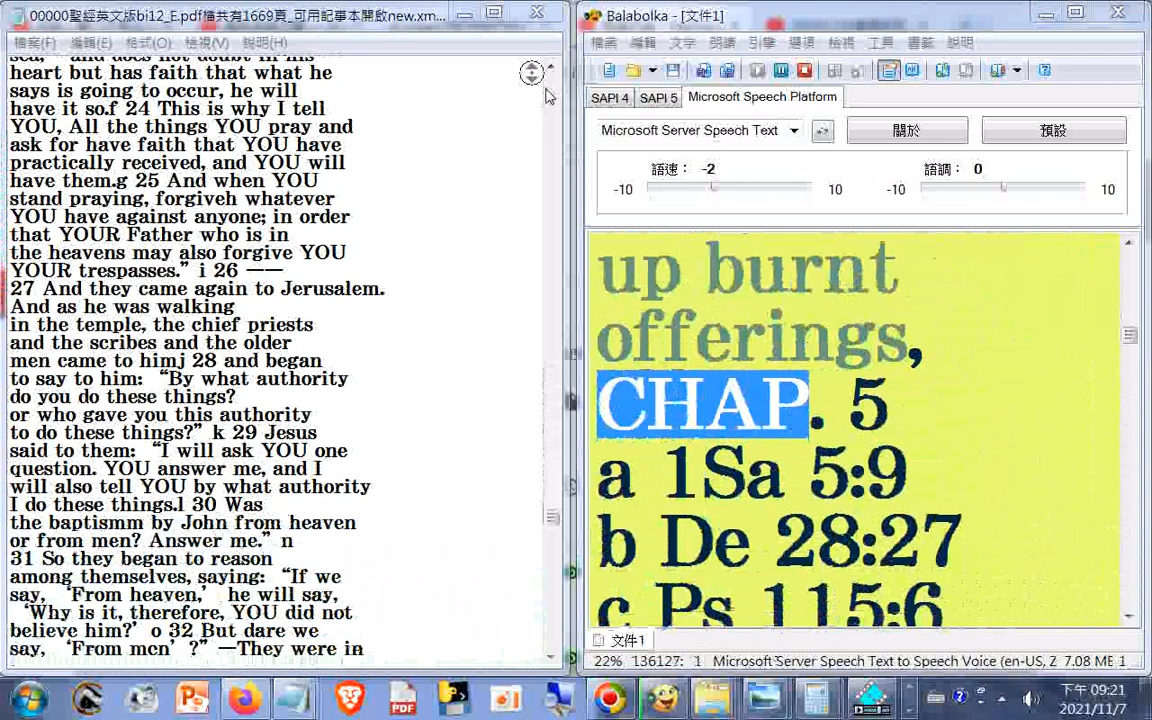 00000聖經英文版bi12_E.pdf檔共有1669頁_可用記事本開啟new.xm...
檔案(F) 編輯(E) 格式(O) 檢視(V) 說明(H)
sea, and does not doubt in his
heart but has faith that what he
says is going to occur, he will
have it so.f 24 This is why I tell
YOU, All the things YOU pray and
ask for have faith that YOU have
practically received, and YOU will
have them.g 25 And when YOU
stand praying, forgiveh whatever
YOU have against anyone; in order
that YOUR Father who is in
the heavens may also forgive YOU
YOUR trespasses.” i 26 ——
27 And they came again to Jerusalem.
And as he was walking
in the temple, the chief priests
and the scribes and the older
men came to himj 28 and began
to say to him: “By what authority
do you do these things?
or who gave you this authority
to do these things?” k 29 Jesus
said to them: “I will ask YOU one
question. YOU answer me, and I
will also tell YOU by what authority
I do these things.l 30 Was
the baptismm by John from heaven
or from men? Answer me.” n
31 So they began to reason
among themselves, saying: “If we
say, ‘From heaven,’ he will say,
‘Why is it, therefore, YOU did not
believe him?’ o 32 But dare we
say, ‘From men’?” —They were in
Balabolka - [文件1]
檔案 編輯 文字 朗讀 引擎 選項 檢視 工具 書籤 說明
SAPI 4 SAPI 5 Microsoft Speech Platform
Microsoft Server Speech Text 關於 預設
語速： -2 語調： 0
-10 10 -10 10
up burnt
offerings,
CHAP. 5
a 1Sa 5:9
b De 28:27
c Ps 115:6
文件1
22% 136127: 1 Microsoft Server Speech Text to Speech Voice (en-US, Z 7.08 MB 1
下午 09:21
2021/11/7